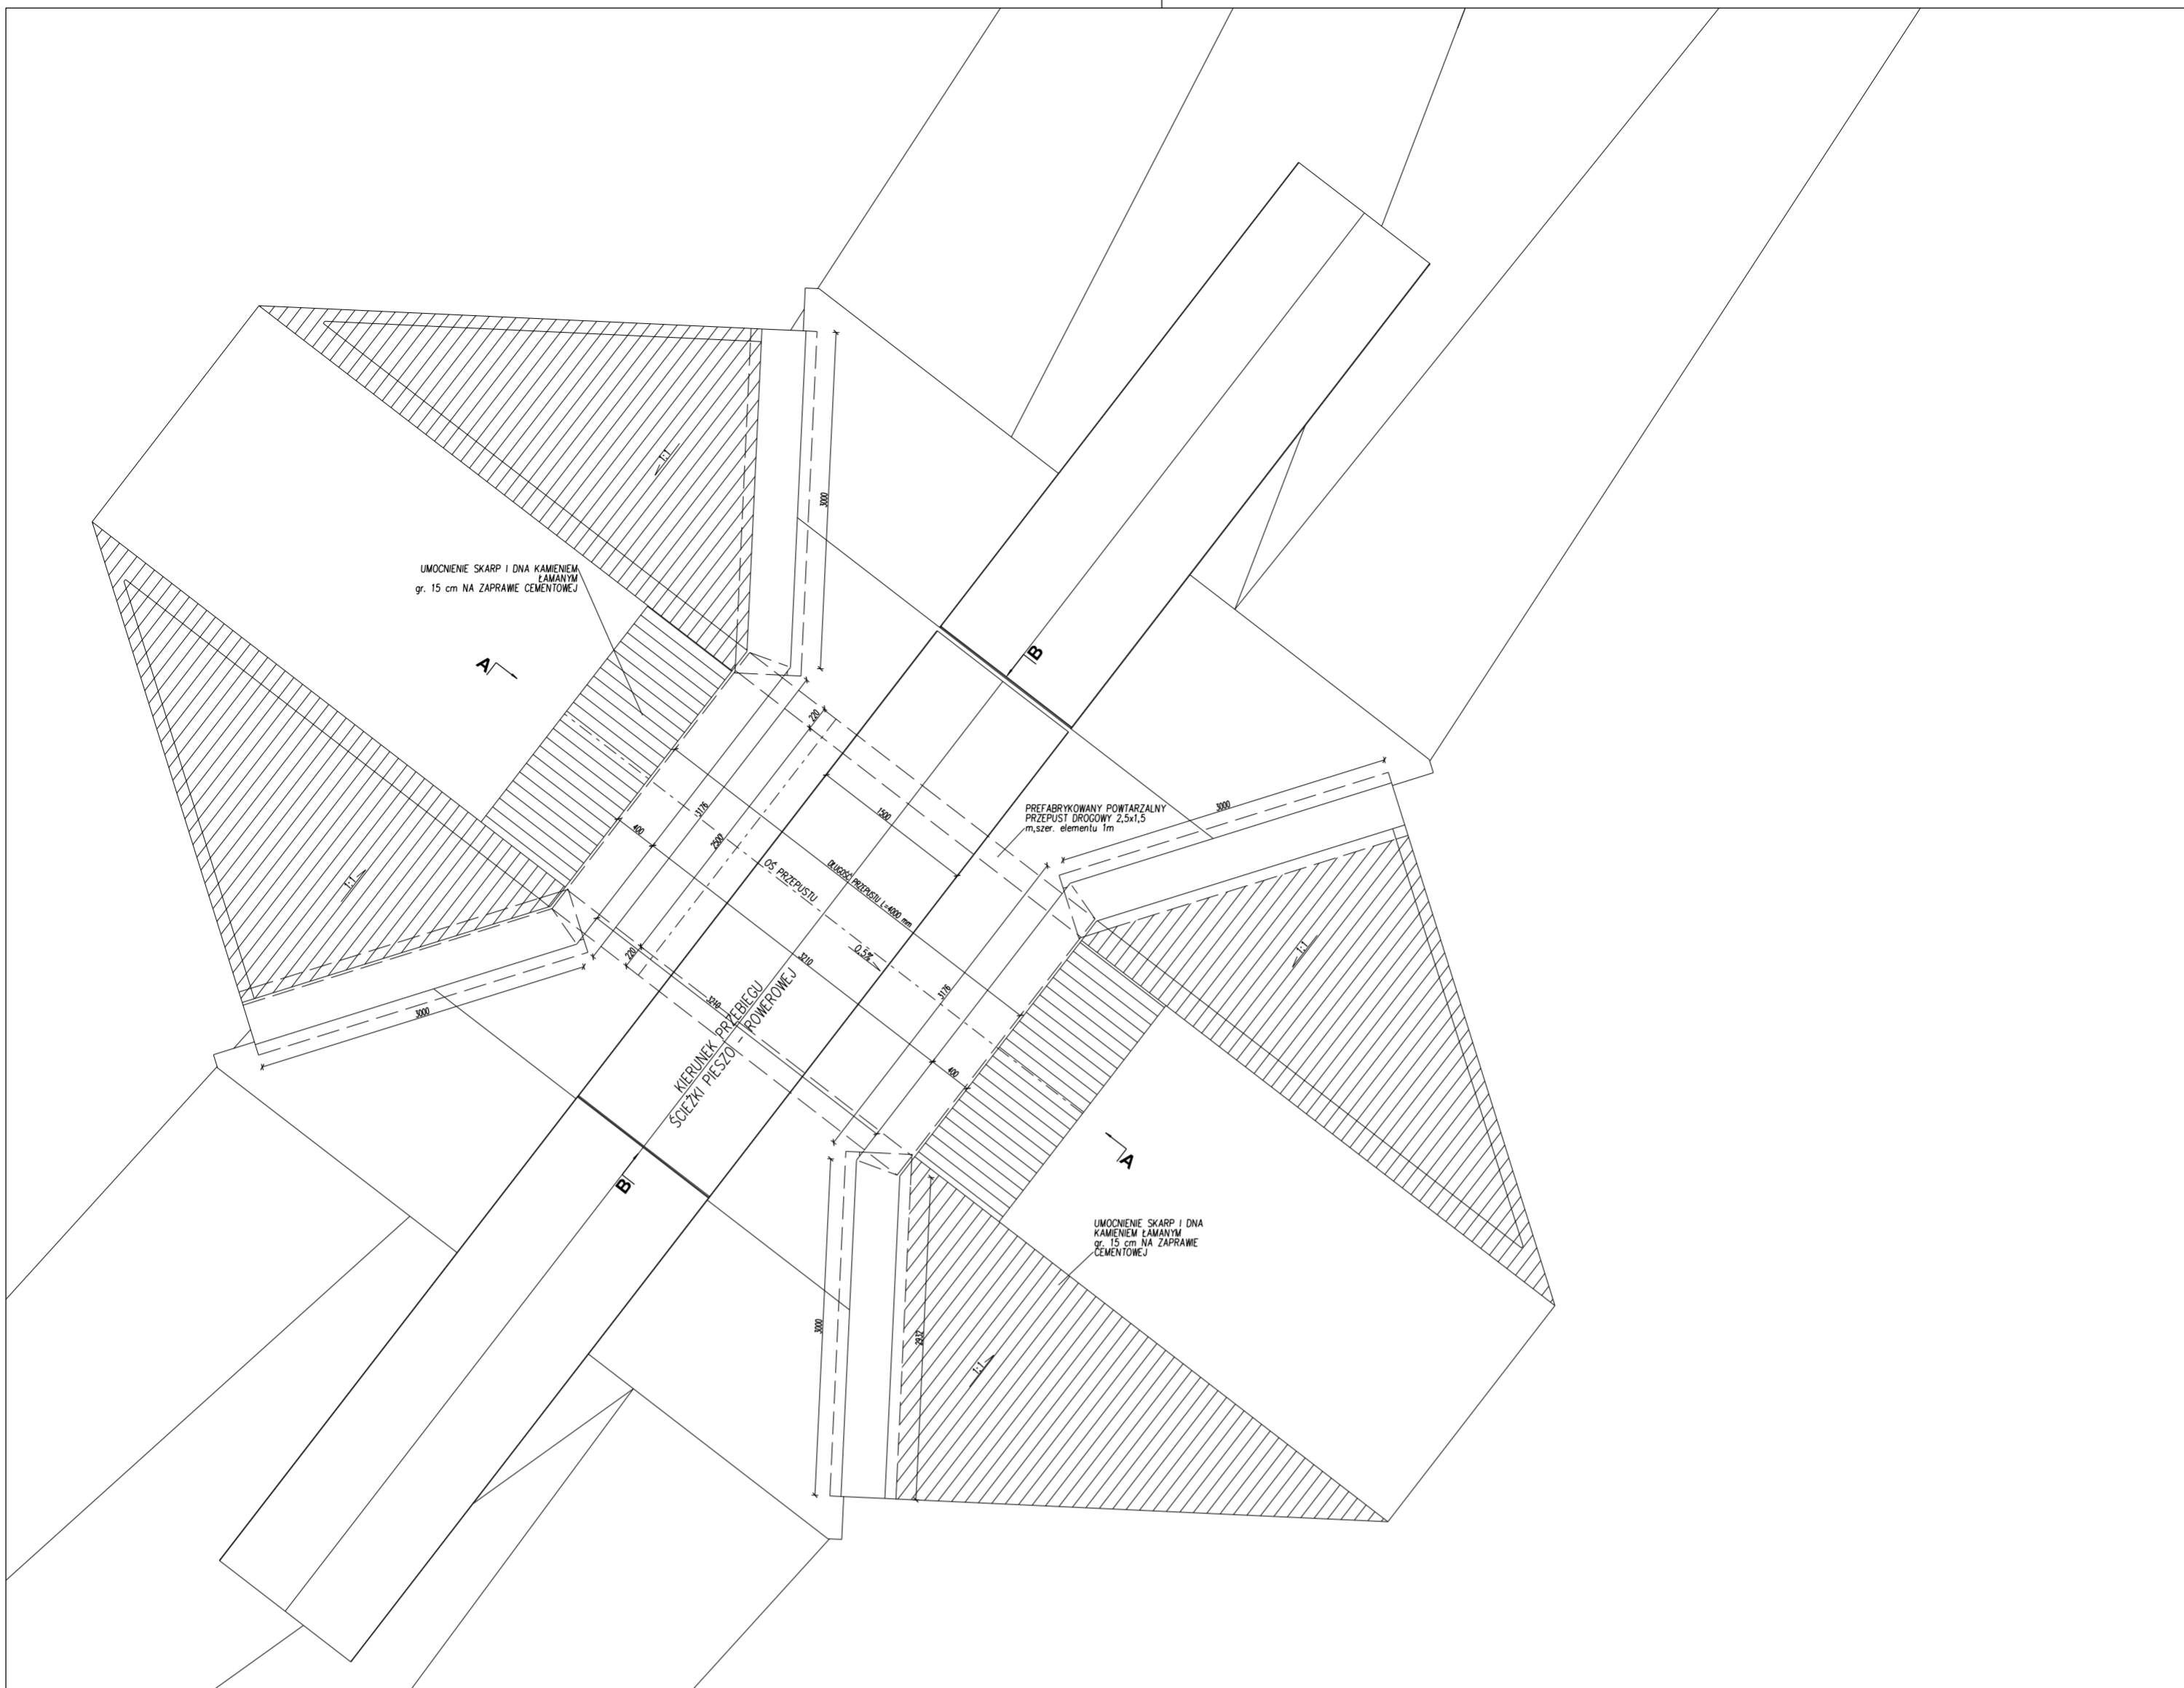 3000
1:1
UMOCNIENIE SKARP I DNA KAMIENIEM
ŁAMANYM
gr. 15 cm NA ZAPRAWIE CEMENTOWEJ
A
B
220
3176
2500
400
1500
3000
PREFABRYKOWANY POWTARZALNY
PRZEPUST DROGOWY 2,5x1,5
m,szer. elementu 1m
OŚ PRZEPUSTU
DŁUGOŚĆ PRZEPUSTU L=4000 mm
1:1
1:1
220
3210
0.5%
3210
3176
3000
KIERUNEK PRZEBIEGU
ŚCIEŻKI PIESZO - ROWEROWEJ
400
A
B
UMOCNIENIE SKARP I DNA
KAMIENIEM ŁAMANYM
gr. 15 cm NA ZAPRAWIE
CEMENTOWEJ
3000
2932
1:1